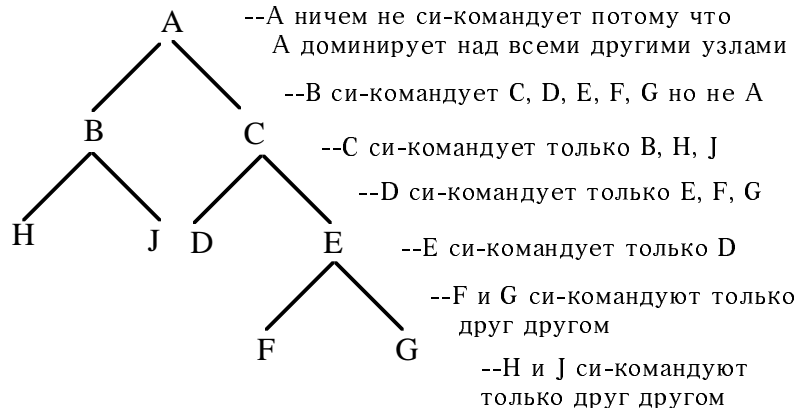 A
--А ничем не си-командует потому что
А доминирует над всеми другими узлами
--B си-командует C, D, E, F, G но не A
B
C
--C си-командует только B, H, J
--D си-командует только E, F, G
H
J
D
E
--E си-командует только D
--F и G си-командуют только
друг другом
F
G
--H и J си-командуют
только друг другом